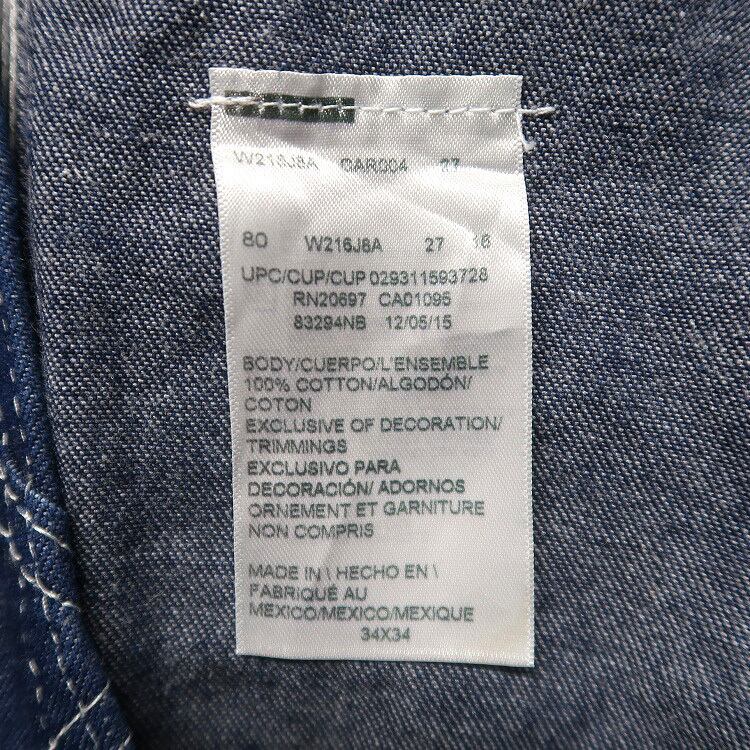 W216J8A CAR004 27
80 W216J8A 27 16
UPC/CUP/CUP 029311593728
RN20697 CA01095
83294NB 12/05/15
BODY/CUERPO/L'ENSEMBLE
100% COTTON/ALGODÓN/
COTON
EXCLUSIVE OF DECORATION/
TRIMMINGS
EXCLUSIVO PARA
DECORACIÓN/ ADORNOS
ORNEMENT ET GARNITURE
NON COMPRIS
MADE IN \ HECHO EN \
FABRIQUÉ AU
MEXICO/MEXICO/MEXIQUE
34X34